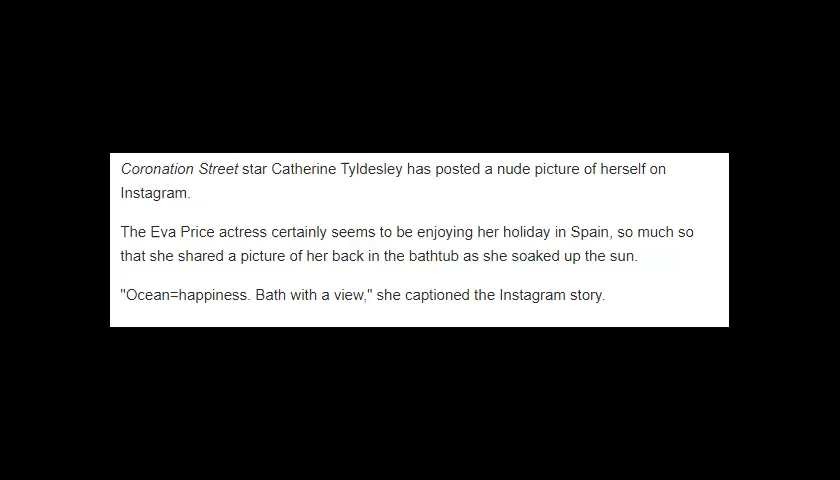 Coronation Street star Catherine Tyldesley has posted a nude picture of herself on
Instagram.
The Eva Price actress certainly seems to be enjoying her holiday in Spain, so much so
that she shared a picture of her back in the bathtub as she soaked up the sun.
"Ocean=happiness. Bath with a view," she captioned the Instagram story.